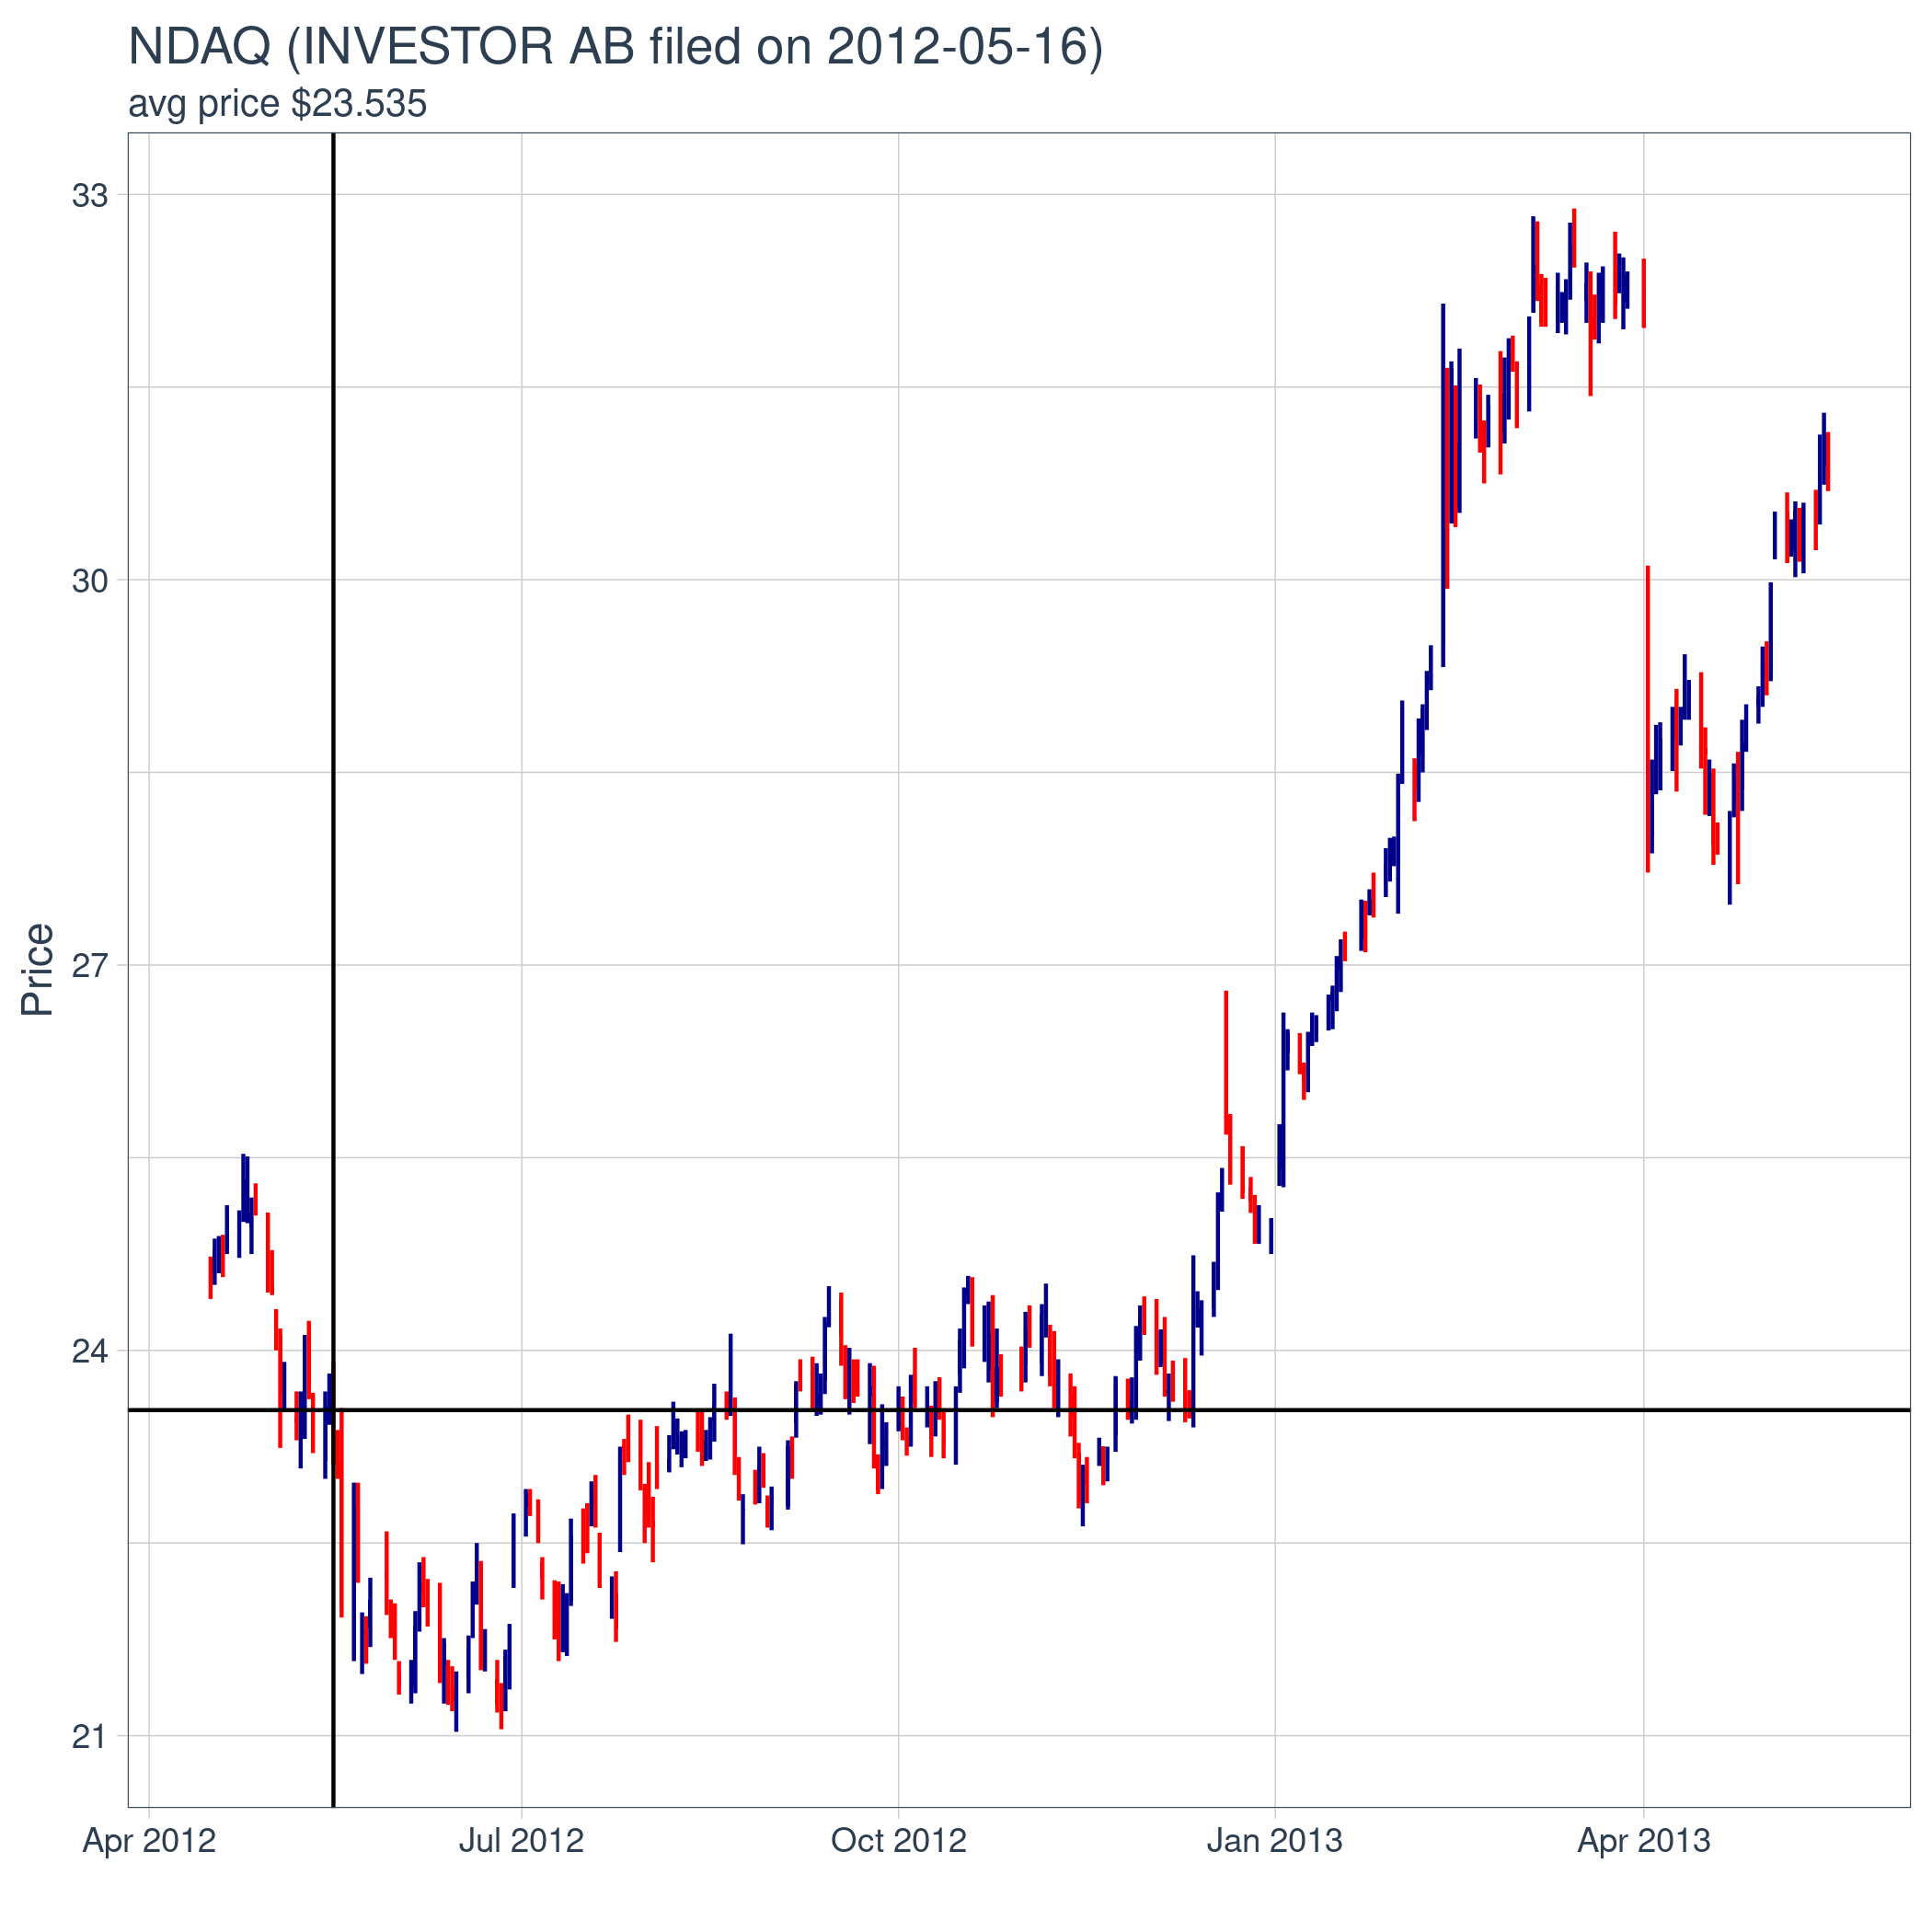 NDAQ (INVESTOR AB filed on 2012-05-16)
avg price $23.535
33
30
27
24
21
Price
Apr 2012
Jul 2012
Oct 2012
Jan 2013
Apr 2013